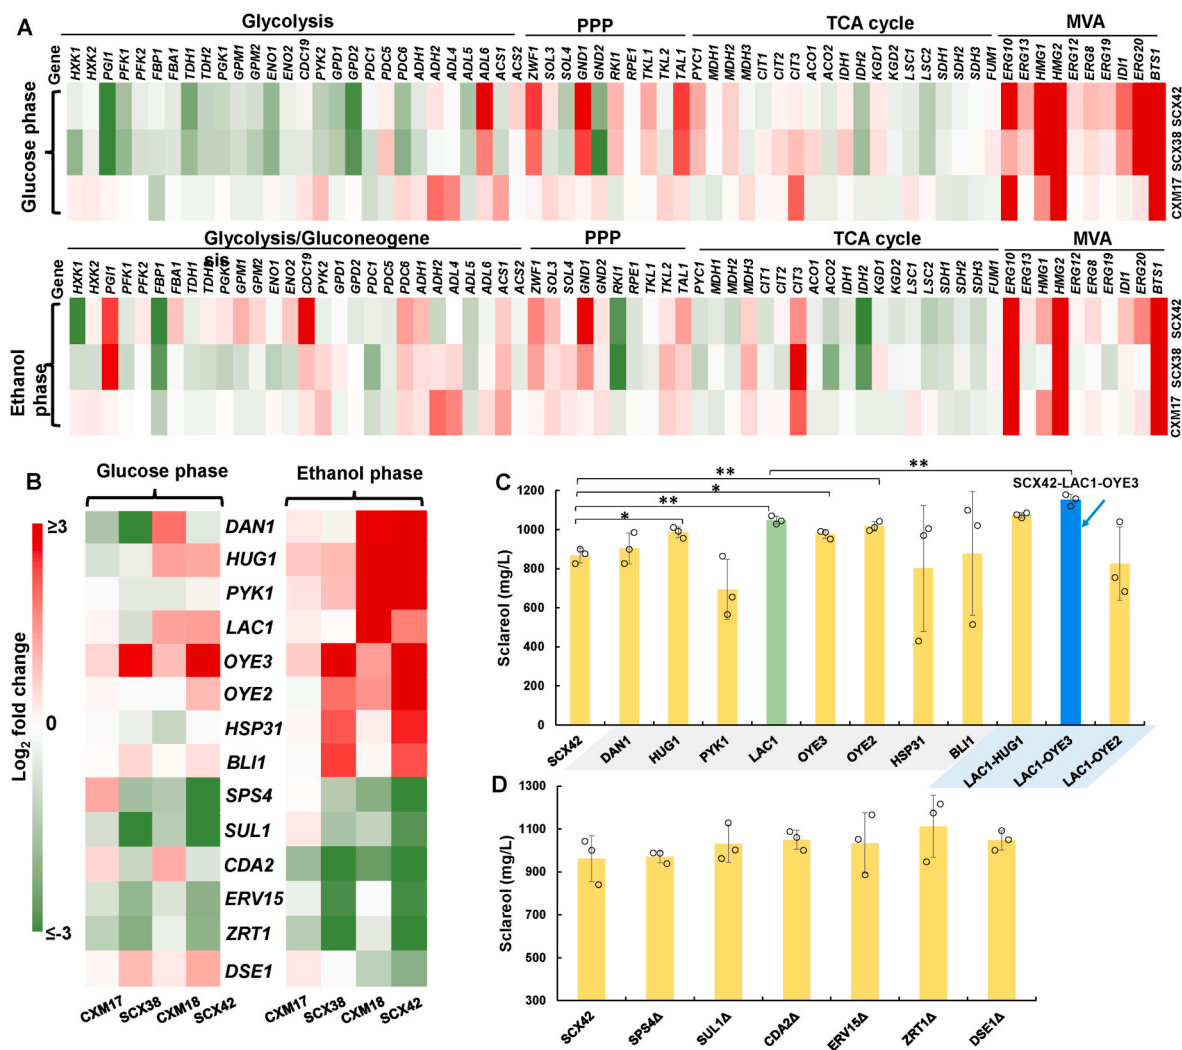 A
Glycolysis PPP TCA cycle MVA
Gene HXK1 HXK2 PGI1 PFK1 PFK2 FBP1 FBA1 TDH1 TDH2 PGK1 GPM1 GPM2 ENO1 ENO2 CDC19 PYK2 GPD1 GPD2 PDC1 PDC5 PDC6 ADH1 ADH2 ADL4 ADL5 ADL6 ACS1 ACS2 ZWF1 SOL3 SOL4 GND1 GND2 RKI1 RPE1 TKL1 TKL2 TAL1 PYC1 MDH1 MDH2 MDH3 CIT1 CIT2 CIT3 ACO1 ACO2 IDH1 IDH2 KGD1 KGD2 LSC1 LSC2 SDH1 SDH2 SDH3 FUM1 ERG10 ERG13 HMG1 HMG2 ERG12 ERG8 ERG19 IDI1 ERG20 BTS1
Glucose phase
SCX42
SCX38
CXM17
Glycolysis/Gluconeogene
sis
PPP TCA cycle MVA
Gene HXK1 HXK2 PGI1 PFK1 PFK2 FBP1 FBA1 TDH1 PGK1 GPM1 GPM2 ENO1 ENO2 CDC19 PYK2 GPD1 GPD2 PDC1 PDC5 PDC6 ADH1 ADH2 ADL4 ADL5 ADL6 ACS1 ACS2 ZWF1 SOL3 SOL4 GND1 GND2 RKI1 RPE1 TKL1 TKL2 TAL1 PYC1 MDH1 MDH2 MDH3 CIT1 CIT2 CIT3 ACO1 ACO2 IDH1 IDH2 KGD1 KGD2 LSC1 LSC2 SDH1 SDH2 SDH3 FUM1 ERG10 ERG13 HMG1 HMG2 ERG12 ERG8 ERG19 IDI1 ERG20 BTS1
Ethanol
phase
SCX42
SCX38
CXM17
B
Glucose phase Ethanol phase
≥3
0
≤-3
Log2 fold change
DAN1
HUG1
PYK1
LAC1
OYE3
OYE2
HSP31
BLI1
SPS4
SUL1
CDA2
ERV15
ZRT1
DSE1
CXM17 SCX38 CXM18 SCX42 CXM17 SCX38 CXM18 SCX42
C
** ** * ** *
SCX42-LAC1-OYE3
Sclareol (mg/L)
1200
1000
800
600
400
200
0
SCX42 DAN1 HUG1 PYK1 LAC1 OYE3 OYE2 HSP31 BLI1 LAC1-HUG1 LAC1-OYE3 LAC1-OYE2
D
Sclareol (mg/L)
1300
1100
900
700
500
300
SCX42 SPS4Δ SUL1Δ CDA2Δ ERV15Δ ZRT1Δ DSE1Δ